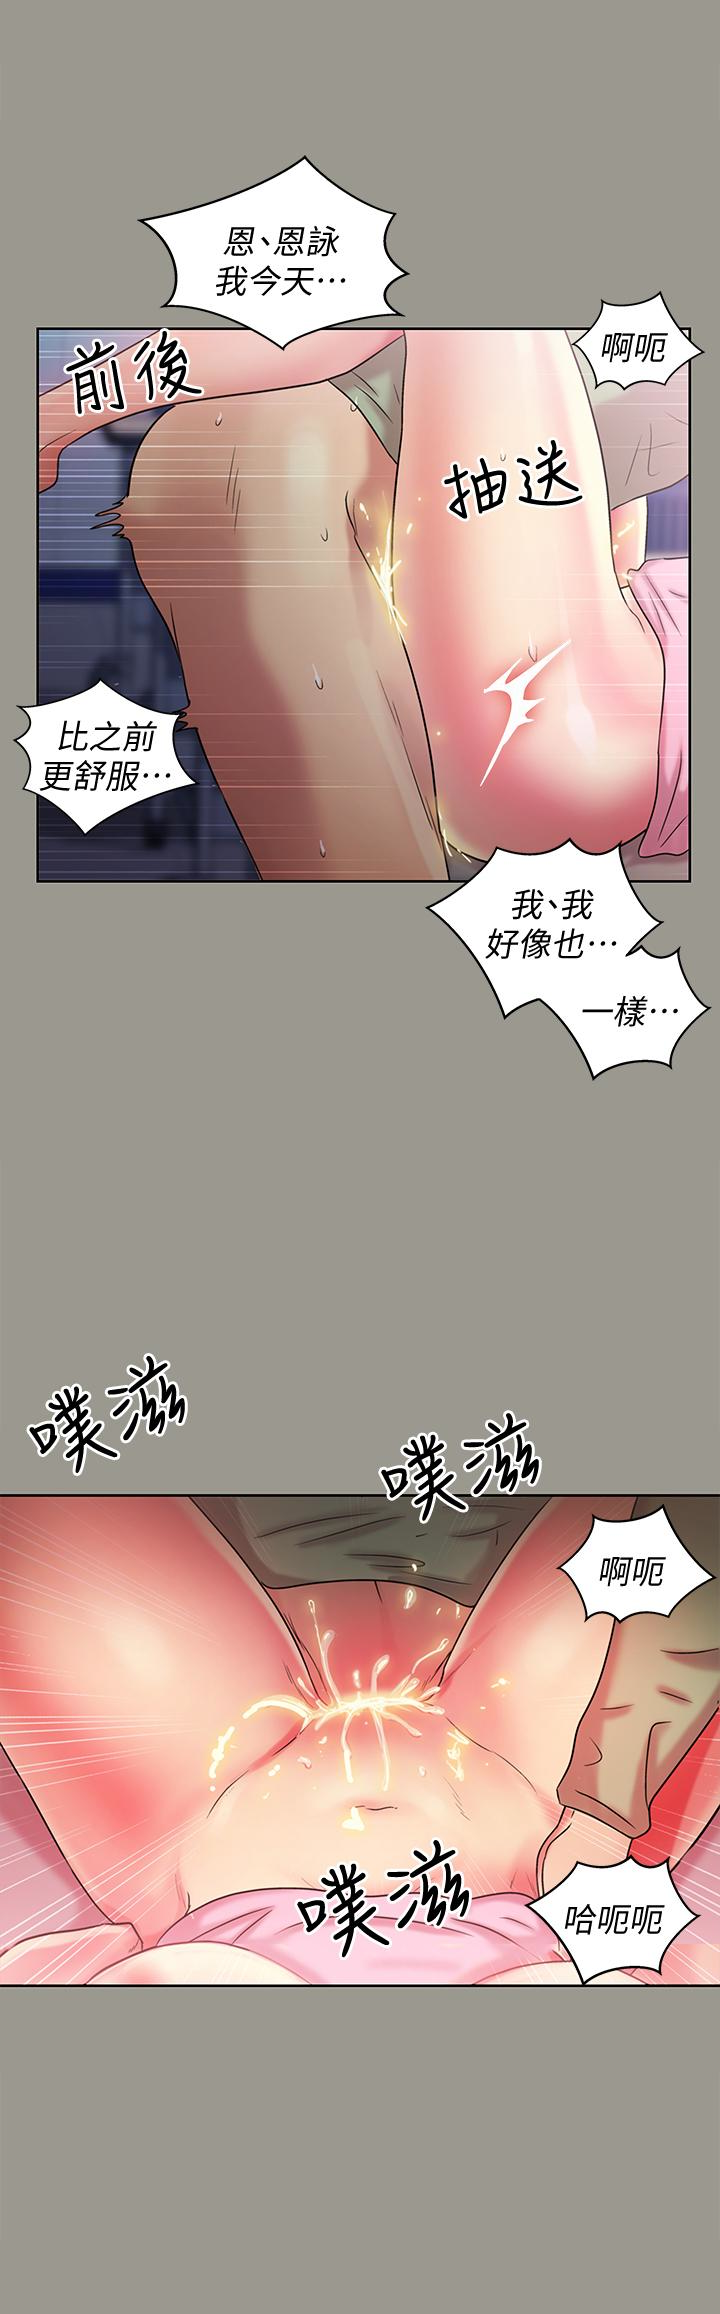 恩、恩詠
我今天…
前後
啊呃
抽送
比之前
更舒服…
我、我
好像也…
一樣…
噗滋
噗滋
啊呃
噗滋
哈呃呃